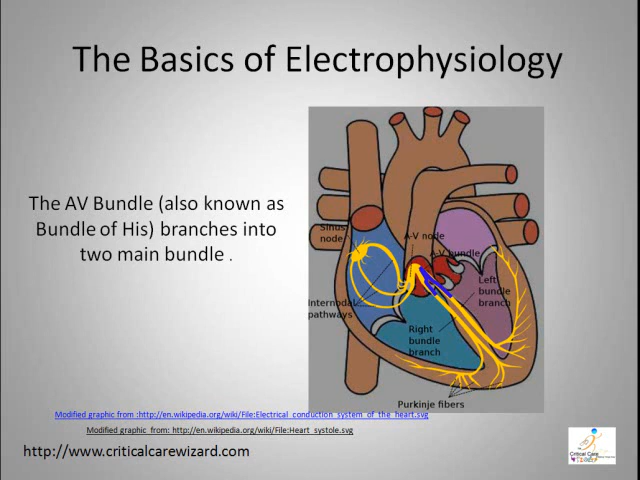 The Basics of Electrophysiology
The AV Bundle (also known as
Bundle of His) branches into
two main bundle .
Sinus
node
A-V node
A-V bundle
Left
bundle
branch
Internodal
pathways
Right
bundle
branch
Purkinje fibers
Modified graphic from :http://en.wikipedia.org/wiki/File:Electrical_conduction_system_of_the_heart.svg
Modified graphic from: http://en.wikipedia.org/wiki/File:Heart_systole.svg
http://www.criticalcarewizard.com
Critical Care